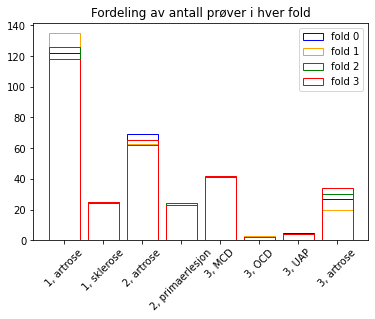 Fordeling av antall prøver i hver fold
140
120
100
80
60
40
20
0
fold 0
fold 1
fold 2
fold 3
1, artrose
1, sklerose
2, artrose
2, primaerlesjon
3, MCD
3, OCD
3, UAP
3, artrose